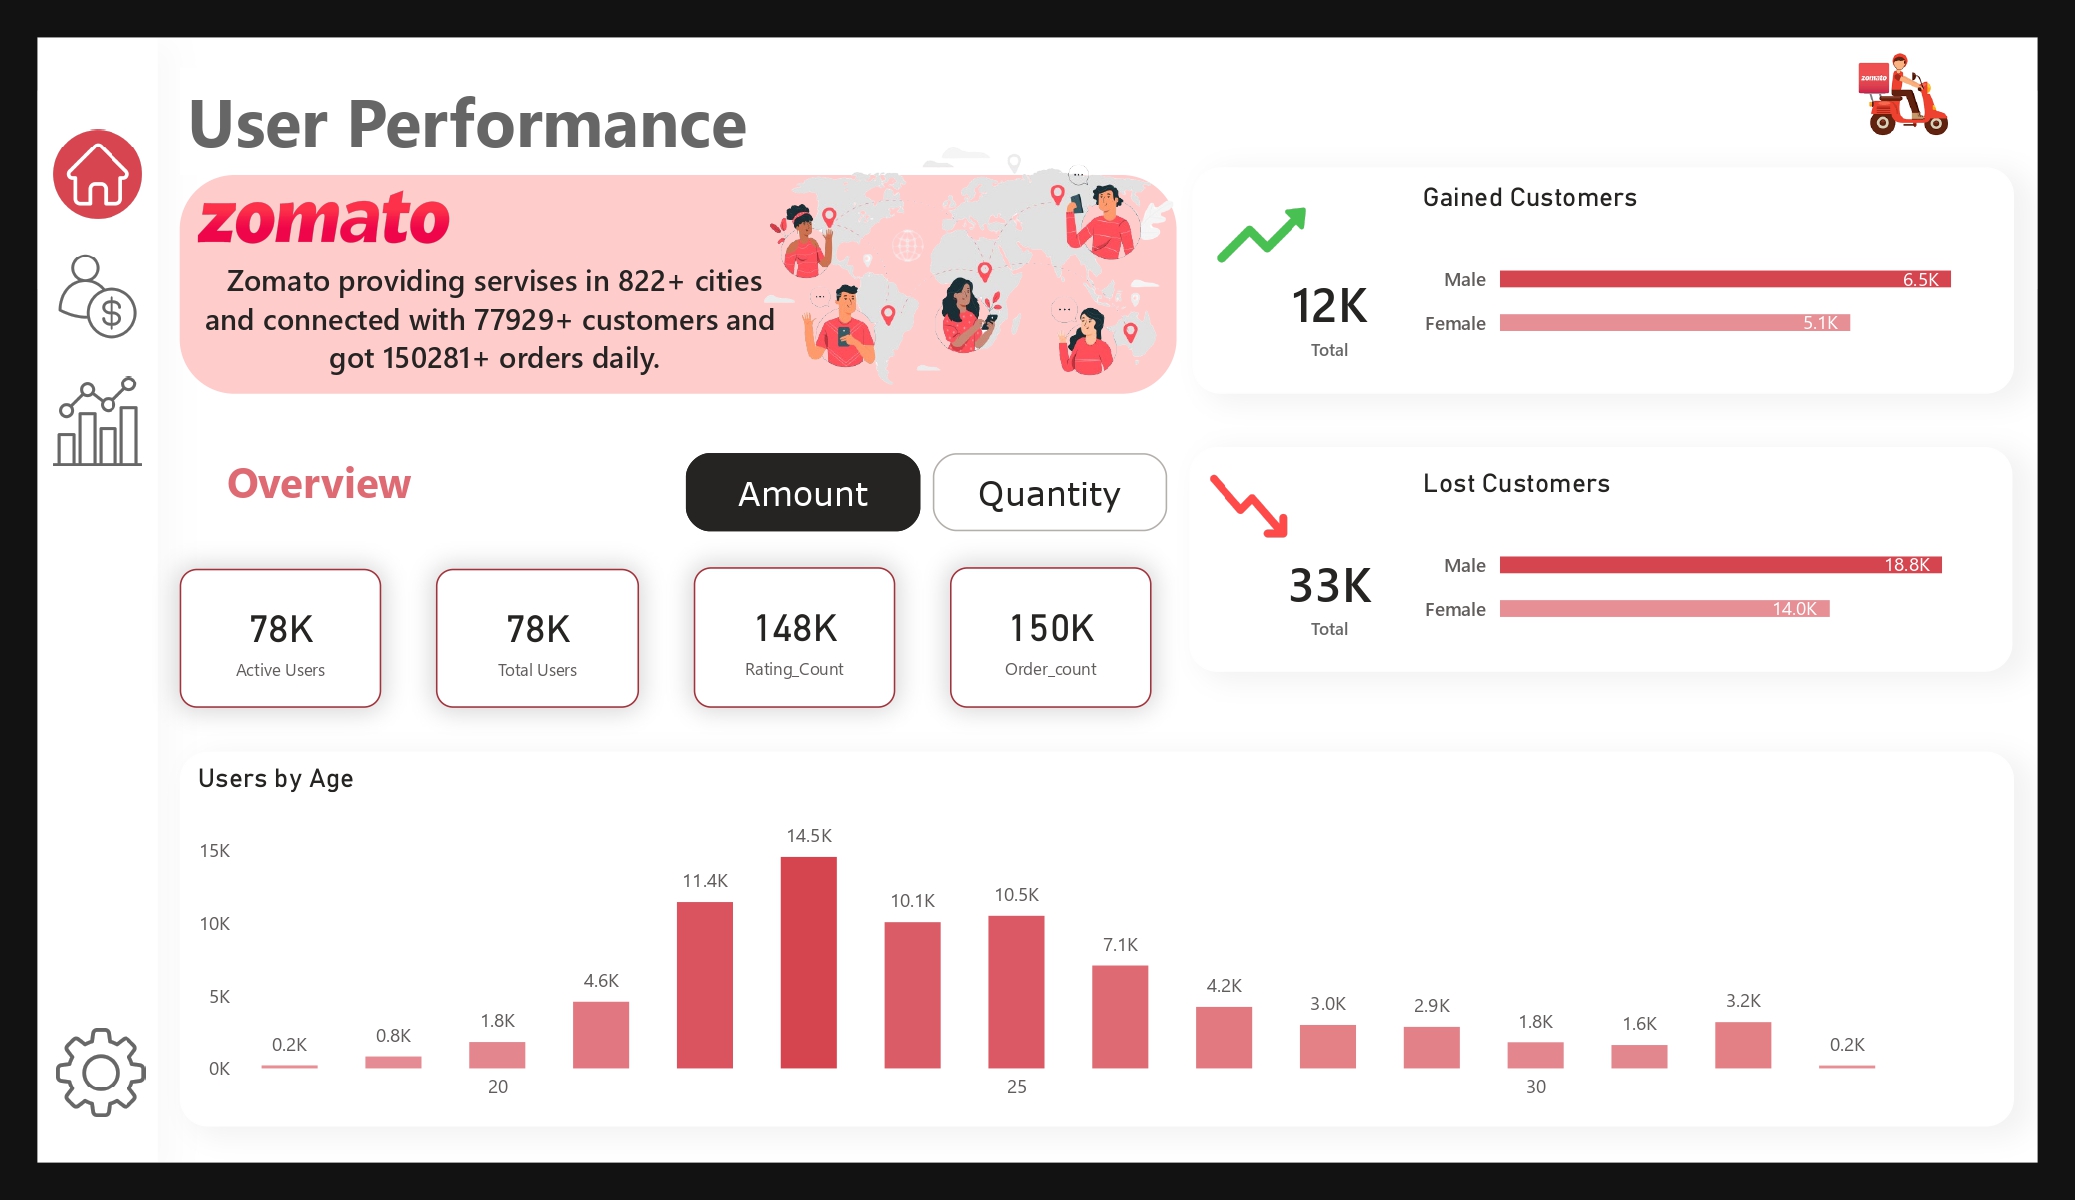 User Performance
zomato
zomato
Zomato providing servises in 822+ cities
and connected with 77929+ customers and
got 150281+ orders daily.
Gained Customers
12K
Total
Male 6.5K
Female 5.1K
Overview
Amount
Quantity
Lost Customers
33K
Total
Male 18.8K
Female 14.0K
78K
Active Users
78K
Total Users
148K
Rating_Count
150K
Order_count
Users by Age
15K
10K
5K
0K
0.2K
0.8K
1.8K
4.6K
11.4K
14.5K
10.1K
10.5K
7.1K
4.2K
3.0K
2.9K
1.8K
1.6K
3.2K
0.2K
20 25 30